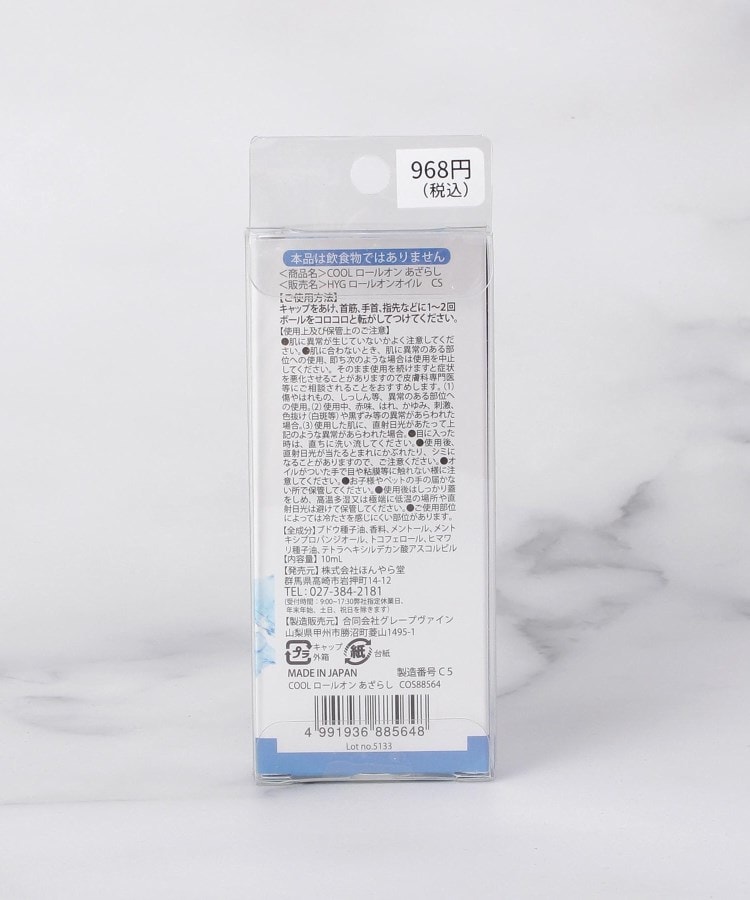 968円
（税込）
本品は飲食物ではありません
＜商品名＞COOL ロールオン あざらし
＜販売名＞HYG ロールオンオイル　CS
【ご使用方法】
キャップをあけ、首筋、手首、指先などに1～2回
ボールをコロコロと転がしてつけてください。
【使用上及び保管上のご注意】
●肌に異常が生じていないかよく注意してくだ
さい。●肌に合わないとき、肌に異常のある部
位への使用、即ち次のような場合は使用を中止
してください。そのまま使用を続けますと症状
を悪化させることがありますので皮膚科専門医
等にご相談されることをおすすめします。（1）
傷やはれもの、しっしん等、異常のある部位へ
の使用。（2）使用中、赤味、はれ、かゆみ、刺激、
色抜け（白斑等）や黒ずみ等の異常があらわれた
場合。（3）使用した肌に、直射日光があたって上
記のような異常があらわれた場合。●目に入った
時は、直ちに洗い流してください。●使用後、
直射日光が当たるとまれにかぶれたり、シミに
なることがありますので、ご注意ください。●オ
イルがついた手で目や粘膜等に触れない様に注
意してください。●お子様やペットの手の届かな
い所で保管してください。●使用後はしっかり蓋
をしめ、高温多湿又は極端に低温の場所や直
射日光は避けて保管してください。●ご使用部位
によっては冷たさを感じにくい部位があります。
【全成分】ブドウ種子油、香料、メントール、メント
キシプロパンジオール、トコフェロール、ヒマワ
リ種子油、テトラヘキシルデカン酸アスコルビル
【内容量】10mL
【発売元】株式会社ほんやら堂
群馬県高崎市岩押町14-12
TEL：027-384-2181
（受付時間：9:00～17:30弊社指定休業日、
年末年始、土日、祝日を除きます）
【製造販売元】合同会社グレープヴァイン
山梨県甲州市勝沼町菱山1495-1
プラ キャップ 外箱 紙 台紙
MADE IN JAPAN　製造番号 C 5
COOL ロールオン あざらし　COS88564
4 991936 885648
Lot no.5133